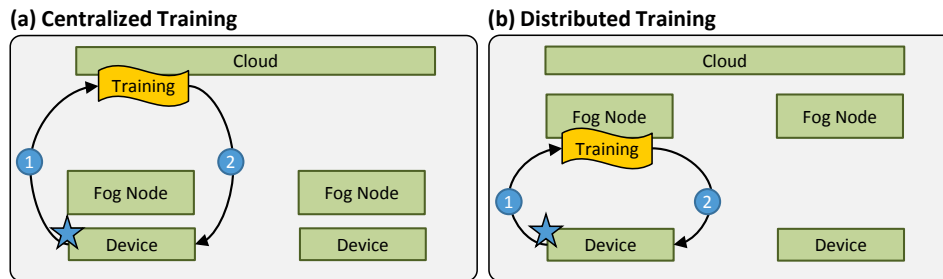 (a) Centralized Training
Cloud
Training
1
2
Fog Node
Fog Node
Device
Device
(b) Distributed Training
Cloud
Fog Node
Fog Node
Training
1
2
Device
Device